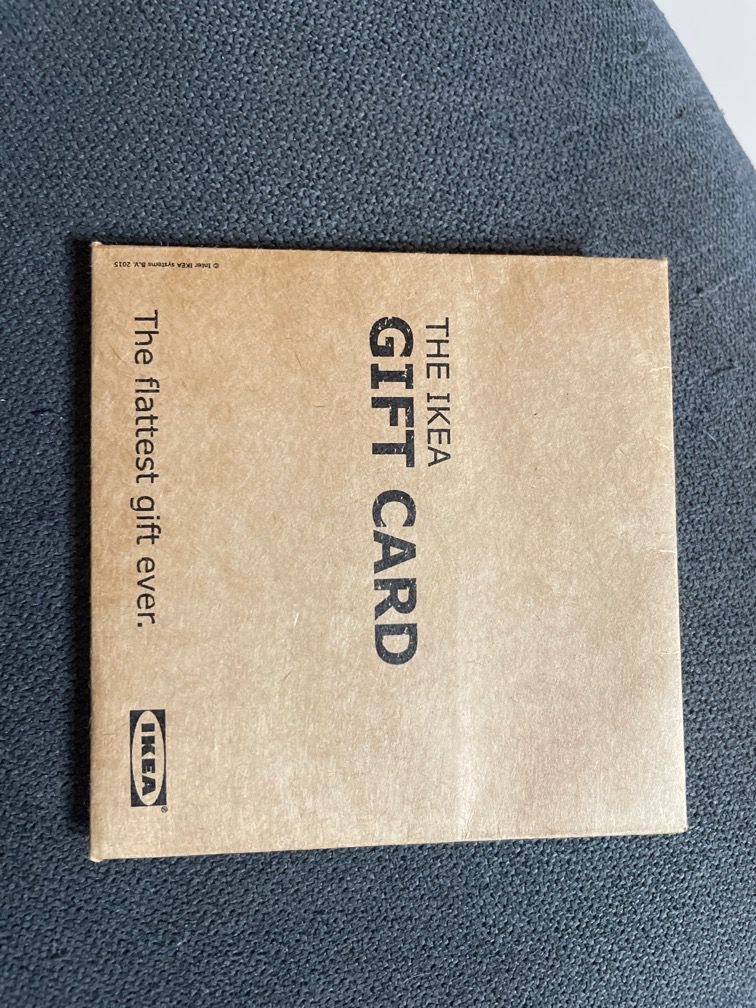 THE IKEA
GIFT CARD
The flattest gift ever.
IKEA®
© Inter IKEA systems B.V. 2015